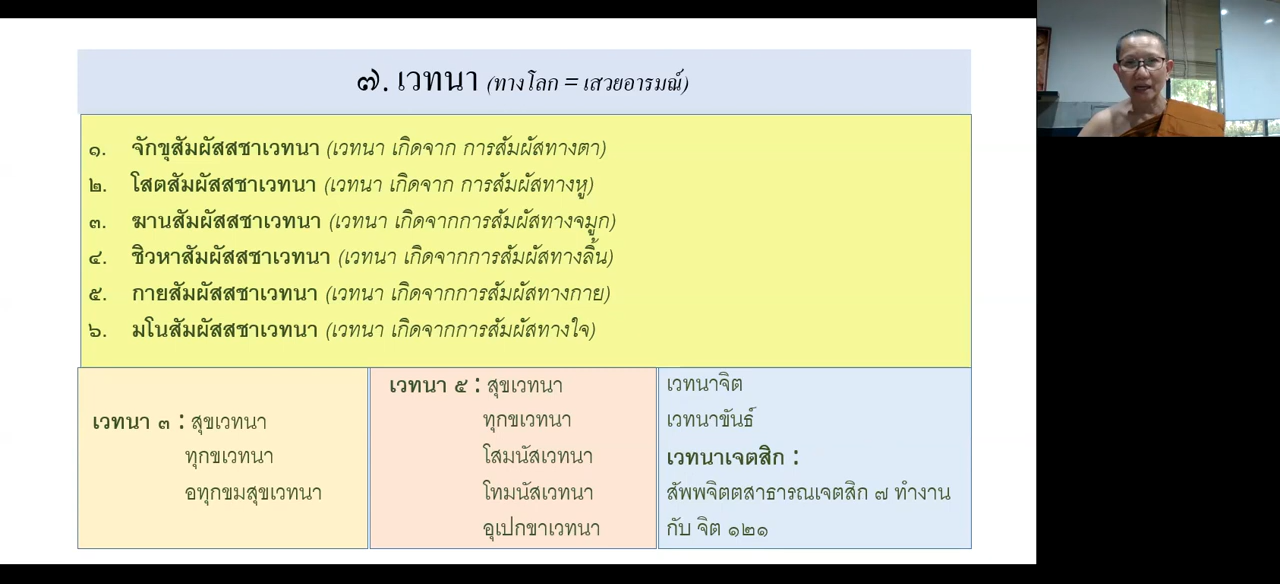 ๗. เวทนา (ทางโลก = เสวยอารมณ์)
๑. จักขุสัมผัสสชาเวทนา (เวทนา เกิดจาก การสัมผัสทางตา)
๒. โสตสัมผัสสชาเวทนา (เวทนา เกิดจาก การสัมผัสทางหู)
๓. ฆานสัมผัสสชาเวทนา (เวทนา เกิดจากการสัมผัสทางจมูก)
๔. ชิวหาสัมผัสสชาเวทนา (เวทนา เกิดจากการสัมผัสทางลิ้น)
๕. กายสัมผัสสชาเวทนา (เวทนา เกิดจากการสัมผัสทางกาย)
๖. มโนสัมผัสสชาเวทนา (เวทนา เกิดจากการสัมผัสทางใจ)
เวทนา ๓ : สุขเวทนา
ทุกขเวทนา
อทุกขมสุขเวทนา
เวทนา ๕ : สุขเวทนา
ทุกขเวทนา
โสมนัสเวทนา
โทมนัสเวทนา
อุเปกขาเวทนา
เวทนาจิต
เวทนาขันธ์
เวทนาเจตสิก :
สัพพจิตตสาธารณเจตสิก ๗ ทำงาน
กับ จิต ๑๒๑